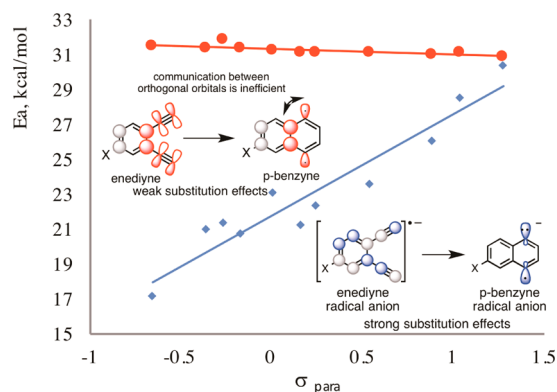 33
31
29
27
25
23
21
19
17
15
Ea, kcal/mol
communication between
orthogonal orbitals is inefficient
X
enediyne
p-benzyne
weak substitution effects
•–
X
enediyne
radical anion
–
X
p-benzyne
radical anion
strong substitution effects
-1
-0.5
0
0.5
1
1.5
σ para